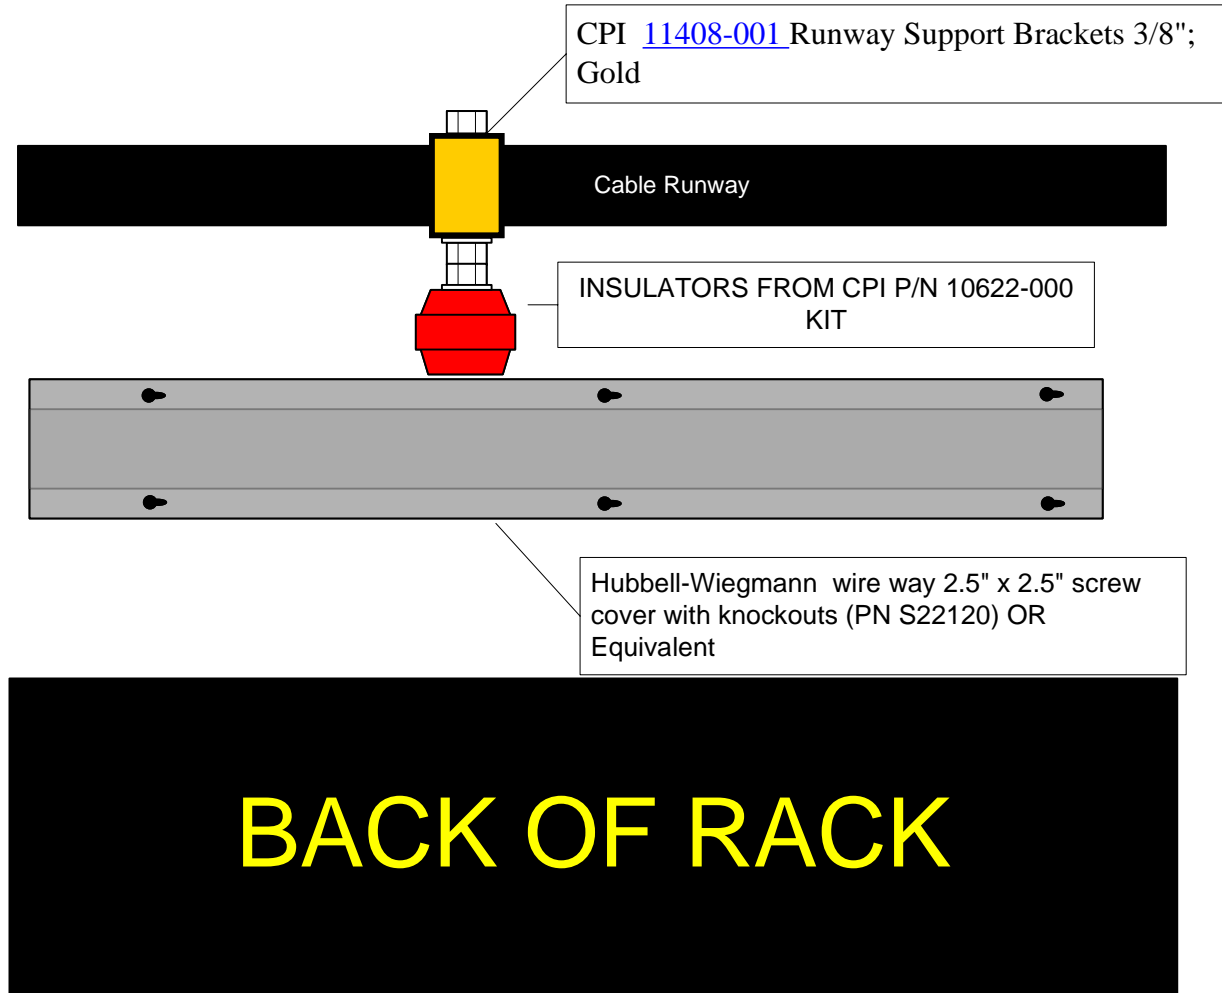 CPI 11408-001 Runway Support Brackets 3/8";
Gold
Cable Runway
INSULATORS FROM CPI P/N 10622-000
KIT
Hubbell-Wiegmann wire way 2.5" x 2.5" screw
cover with knockouts (PN S22120) OR
Equivalent
BACK OF RACK